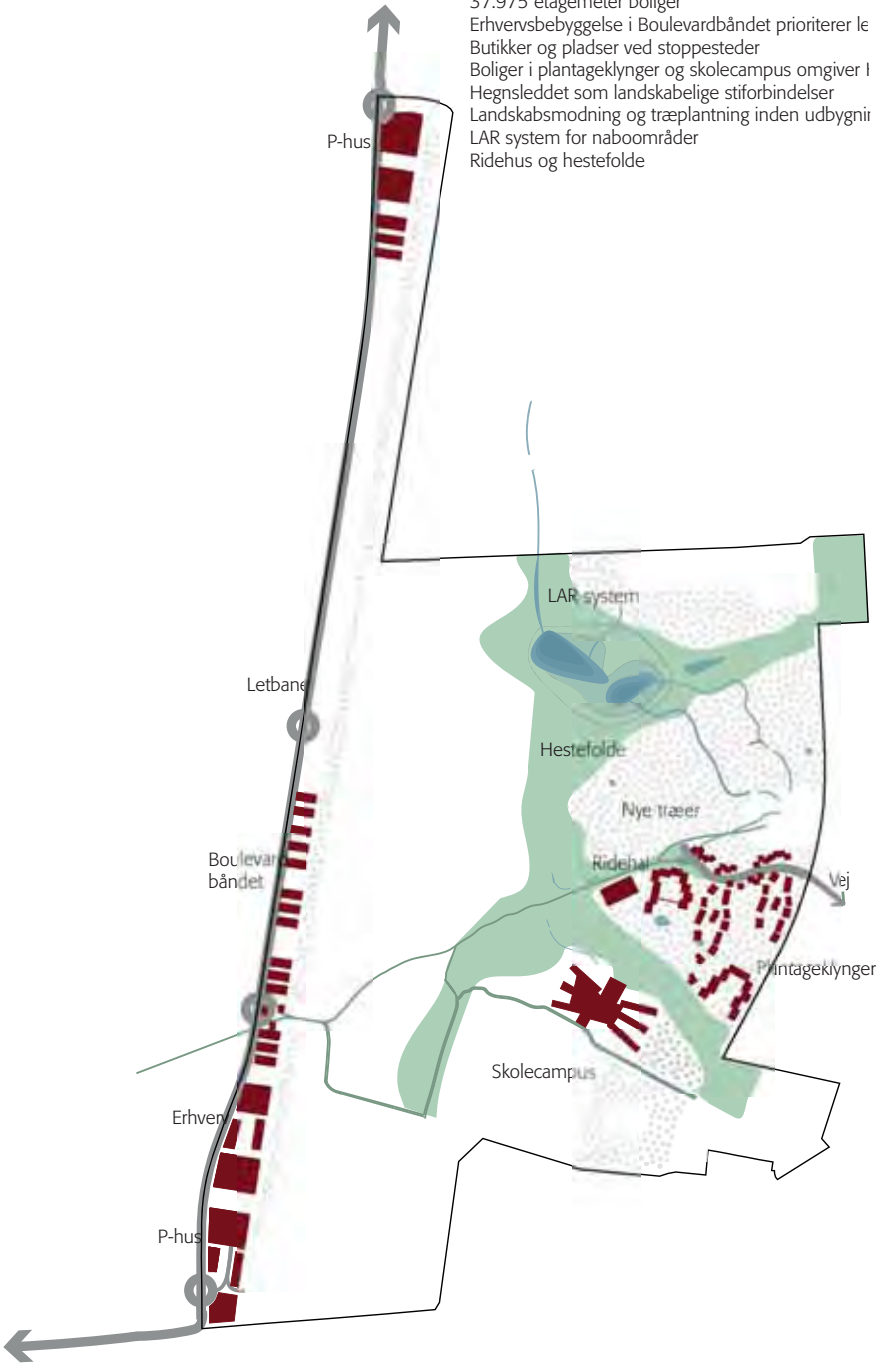 37.975 etagemeter boliger
Erhvervsbebyggelse i Boulevardbåndet prioriterer le
Butikker og pladser ved stoppesteder
Boliger i plantageklynger og skolecampus omgiver
Hegnsleddet som landskabelige stiforbindelser
Landskabsmodning og træplantning inden udbygnin
LAR system for naboområder
Ridehus og hestefolde
P-hus
LAR system
Letbane
Hestefolde
Nye træer
Boulevard
båndet
Ridehal
Vej
Plantageklynger
Skolecampus
Erhverv
P-hus